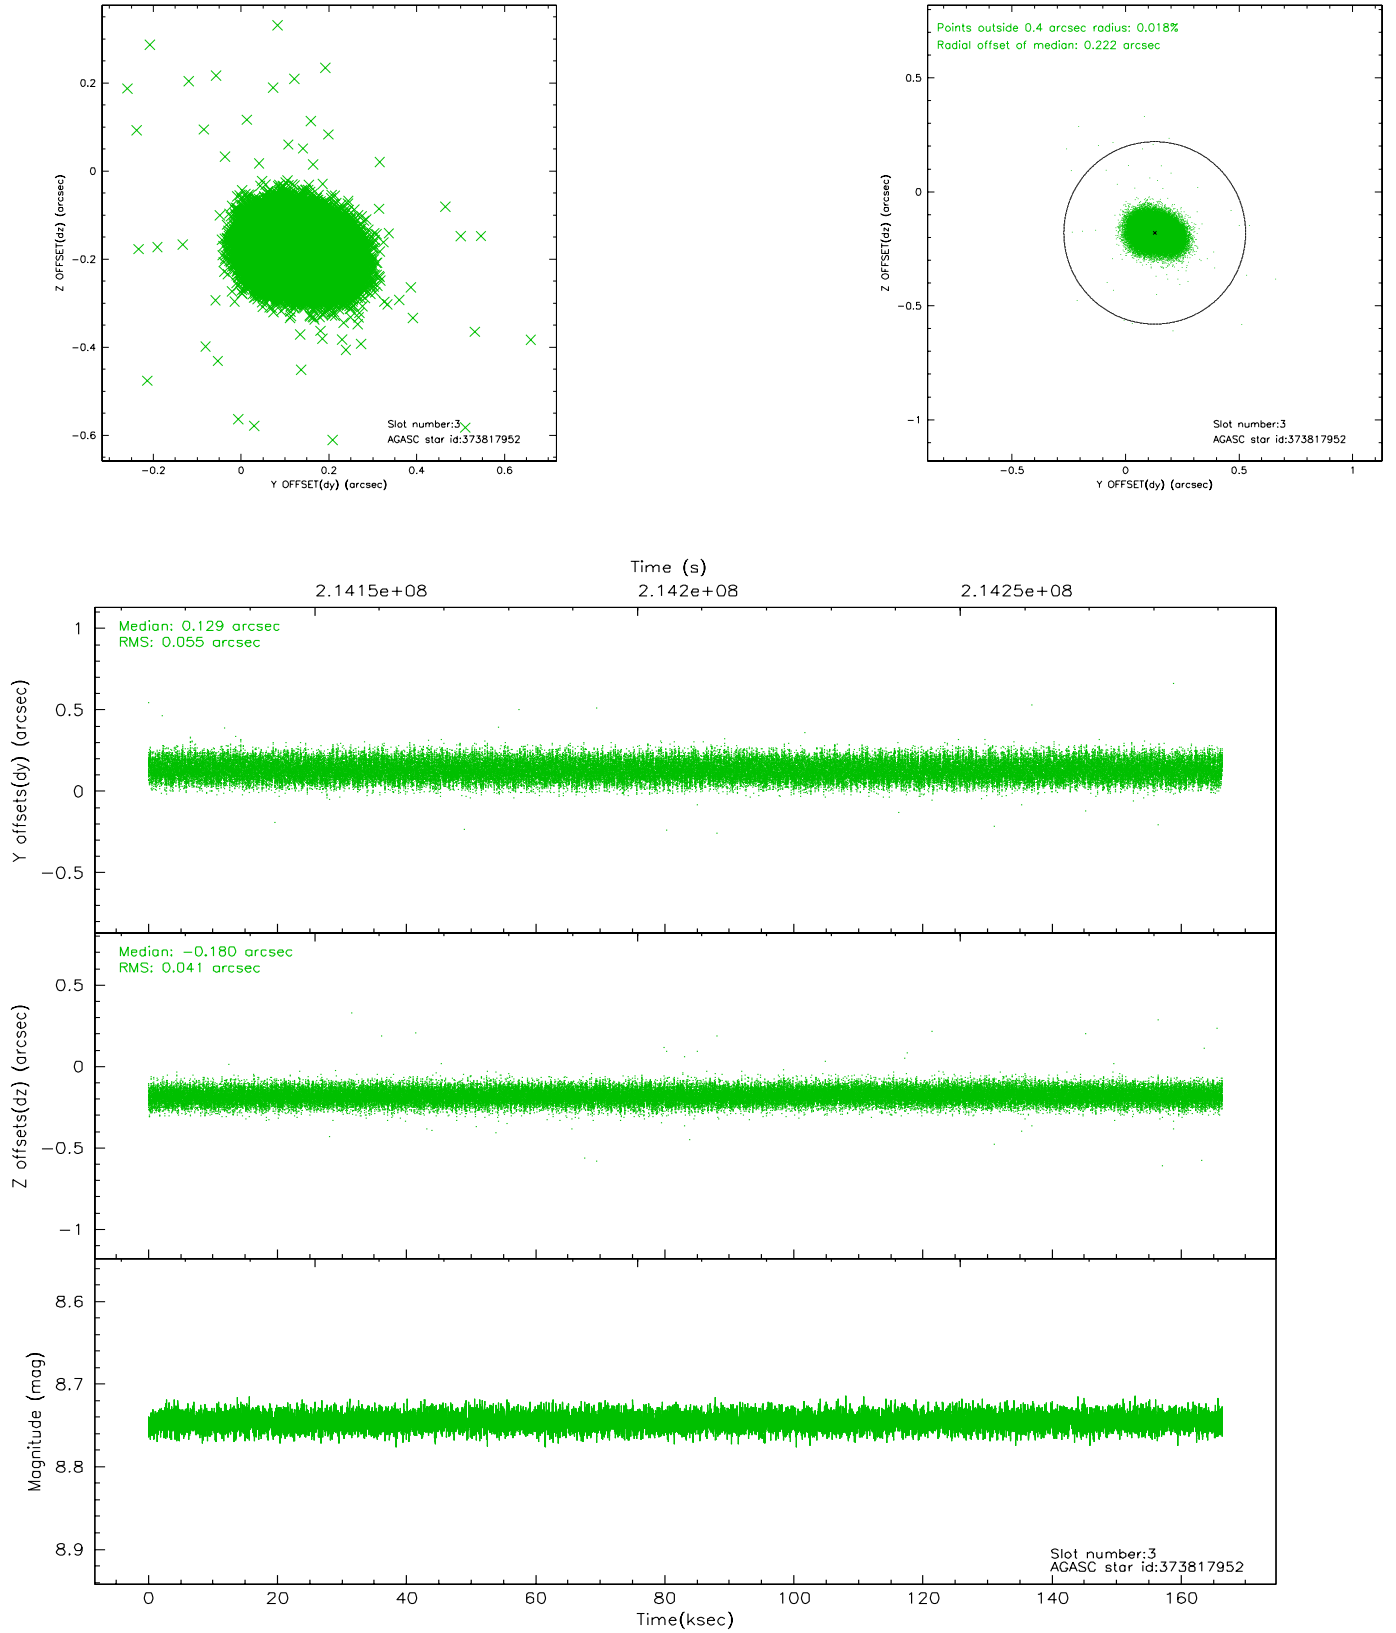 0.2
0
−0.2
−0.4
−0.6
Z OFFSET(dz) (arcsec)
−0.2
0
0.2
0.4
0.6
Y OFFSET(dy) (arcsec)
Slot number:3
AGASC star id:373817952
Points outside 0.4 arcsec radius: 0.018%
Radial offset of median: 0.222 arcsec
0.5
0
−0.5
−1
Z OFFSET(dz) (arcsec)
−0.5
0
0.5
1
Y OFFSET(dy) (arcsec)
Slot number:3
AGASC star id:373817952
Time (s)
2.1415e+08
2.142e+08
2.1425e+08
Median: 0.129 arcsec
RMS: 0.055 arcsec
1
0.5
0
−0.5
Y offsets(dy) (arcsec)
Median: −0.180 arcsec
RMS: 0.041 arcsec
0.5
0
−0.5
−1
Z offsets(dz) (arcsec)
8.6
8.7
8.8
8.9
Magnitude (mag)
Slot number:3
AGASC star id:373817952
0
20
40
60
80
100
120
140
160
Time(ksec)